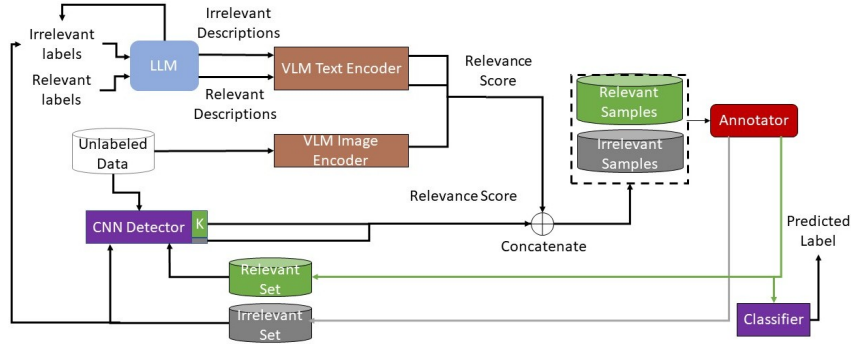 Irrelevant
labels
Relevant
labels
LLM
Irrelevant
Descriptions
Relevant
Descriptions
VLM Text Encoder
VLM Image
Encoder
Relevance
Score
Unlabeled
Data
CNN Detector
K
Relevance Score
Concatenate
Relevant
Samples
Irrelevant
Samples
Annotator
Predicted
Label
Classifier
Relevant
Set
Irrelevant
Set